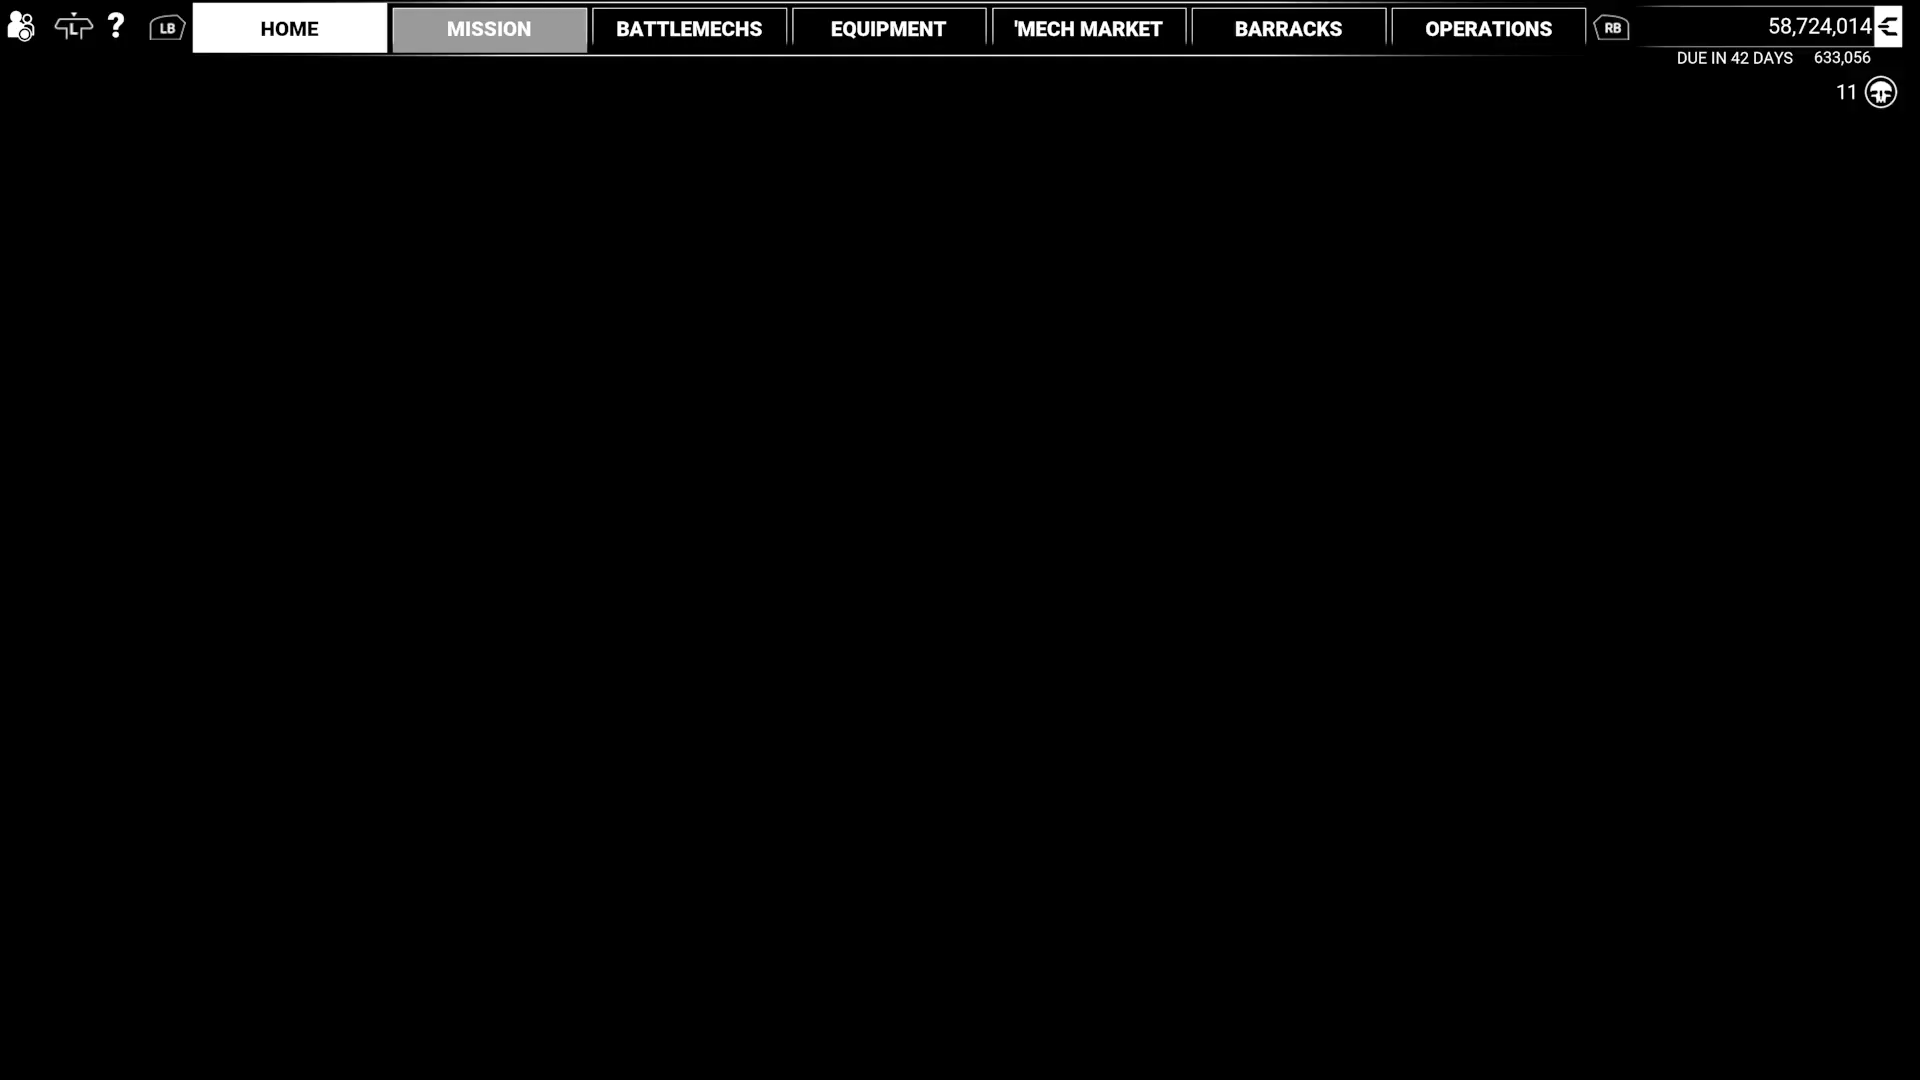 L ? LB HOME MISSION BATTLEMECHS EQUIPMENT 'MECH MARKET BARRACKS OPERATIONS RB 58,724,014
DUE IN 42 DAYS 633,056
11